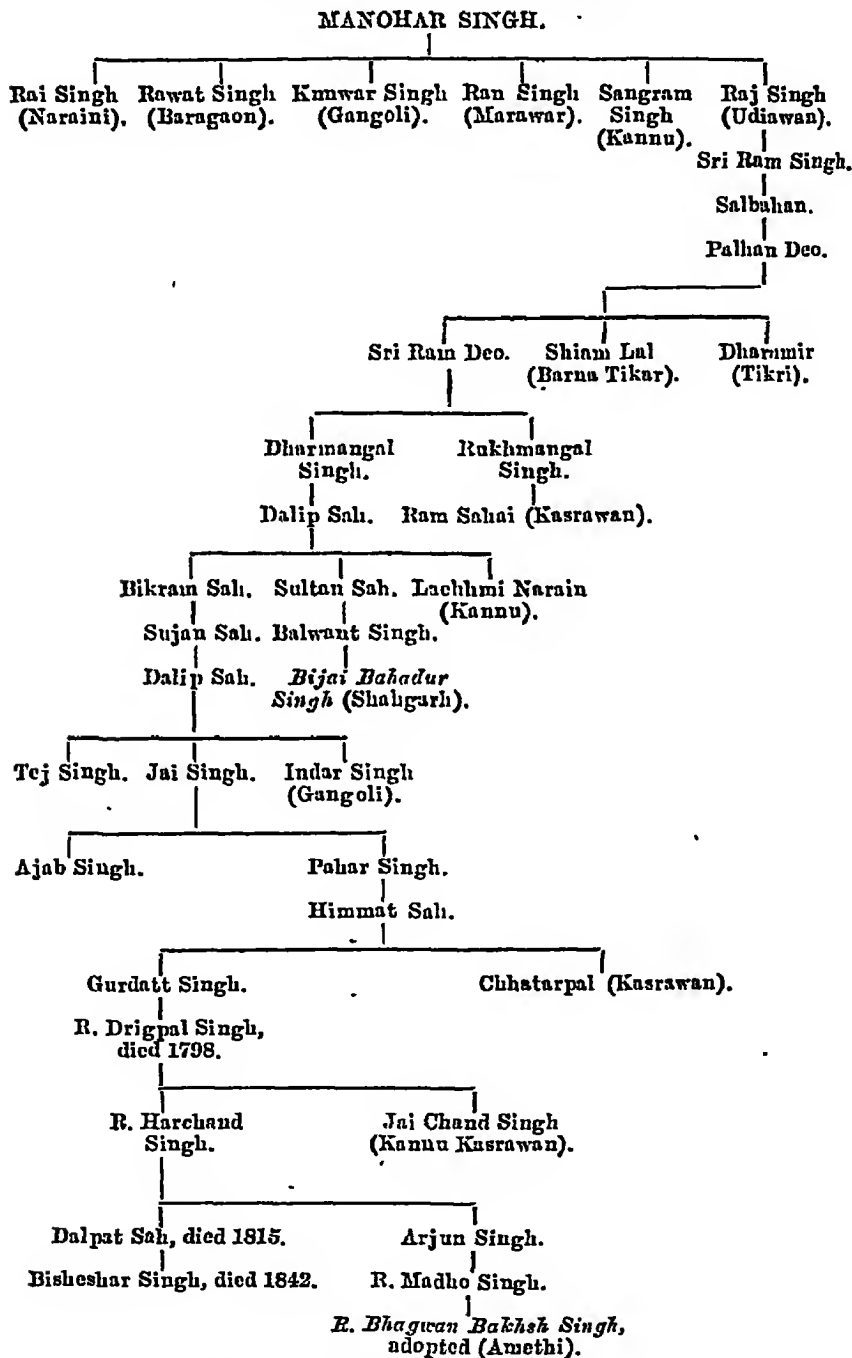 MANOHAR SINGH.
Rai Singh Rawat Singh Kunwar Singh Ran Singh Sangram Raj Singh
(Naraini). (Baragaon). (Gangoli). (Marawar). Singh (Udiawan).
(Kannu).
Sri Ram Singh.
Salbahan.
Palhan Deo.
Sri Ram Deo. Shiam Lal Dharmmir
(Barna Tikar). (Tikri).
Dharmangal Rukhmangal
Singh. Singh.
Dalip Sah. Ram Sahai (Kasrawan).
Bikram Sah. Sultan Sah. Lachhmi Narain
(Kannu).
Sujan Sah. Balwant Singh.
Dalip Sah. Bijai Bahadur
Singh (Shahgarh).
Tej Singh. Jai Singh. Indar Singh
(Gangoli).
Ajab Singh. Pahar Singh.
Himmat Sah.
Gurdatt Singh. Chhatarpal (Kasrawan).
R. Drigpal Singh,
died 1798.
R. Harchand Jai Chand Singh
Singh. (Kannu Kasrawan).
Dalpat Sah, died 1815. Arjun Singh.
Bisheshar Singh, died 1842. R. Madho Singh.
R. Bhagwan Bakhsh Singh,
adopted (Amethi).